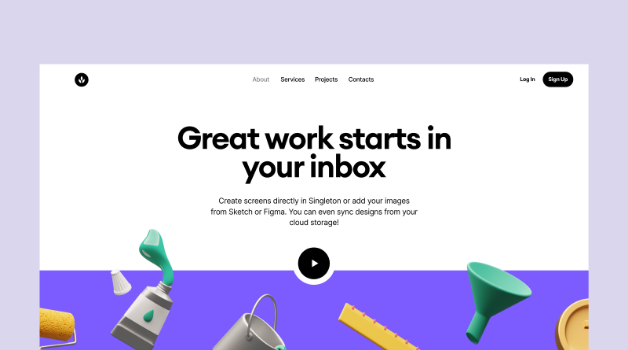 About Services Projects Contacts Log In Sign Up
Great work starts in
your inbox
Create screens directly in Singleton or add your images
from Sketch or Figma. You can even sync designs from your
cloud storage!